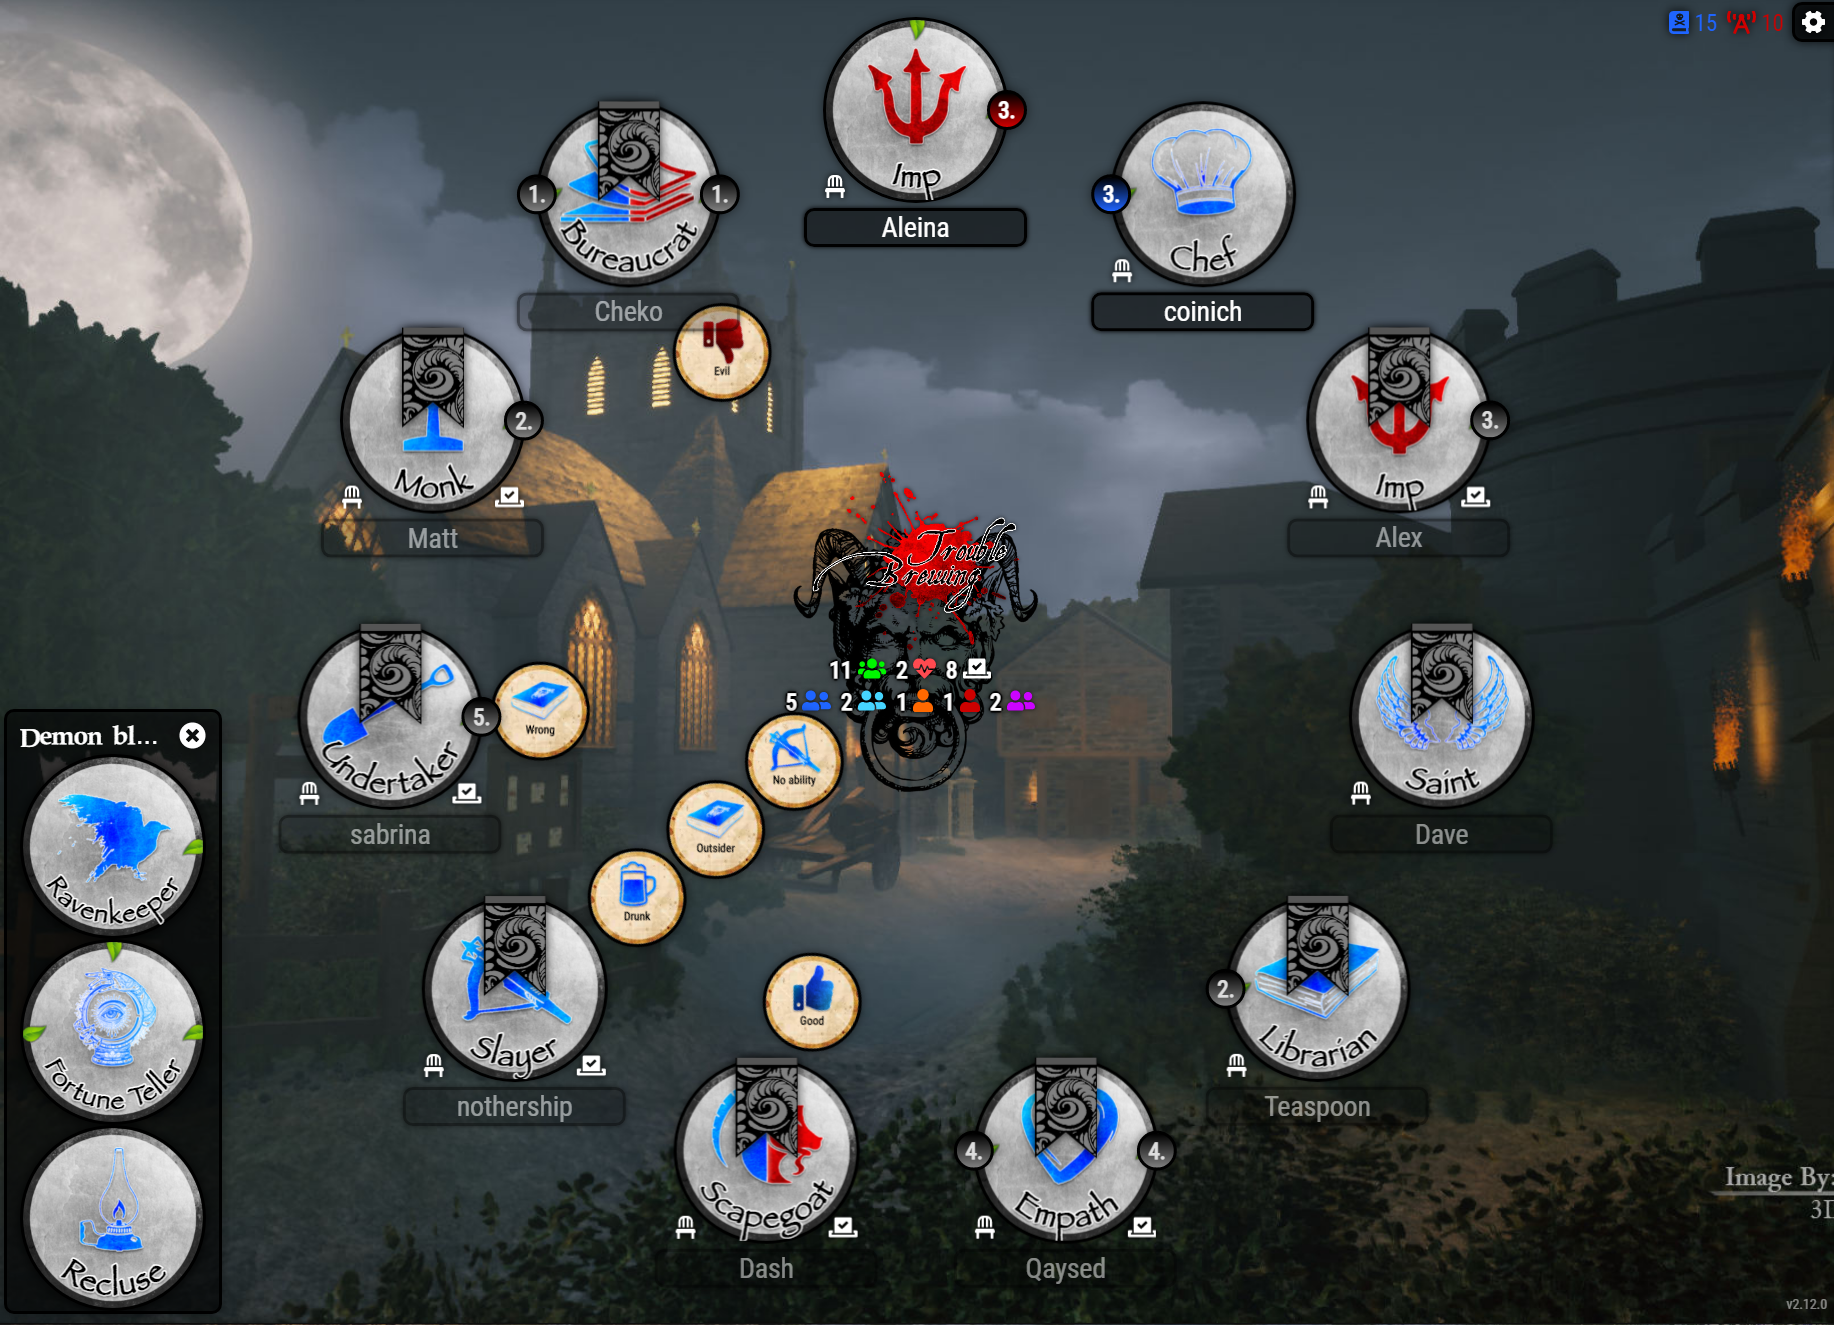 15 10
Imp
3.
Aleina
Bureaucrat
1. 1.
Cheko
Evil
Chef
3.
coinich
Monk
2.
Matt
Imp
3.
Alex
Trouble
Brewing
11 2 8
5 2 1 1 2
Undertaker
5.
Wrong
sabrina
No ability
Outsider
Drunk
Saint
Dave
Slayer
nothership
Good
Scapegoat
Dash
Empath
4. 4.
Qaysed
Librarian
2.
Teaspoon
Demon bl...
Ravenkeeper
Fortune Teller
Recluse
Image By:
3D
v2.12.0